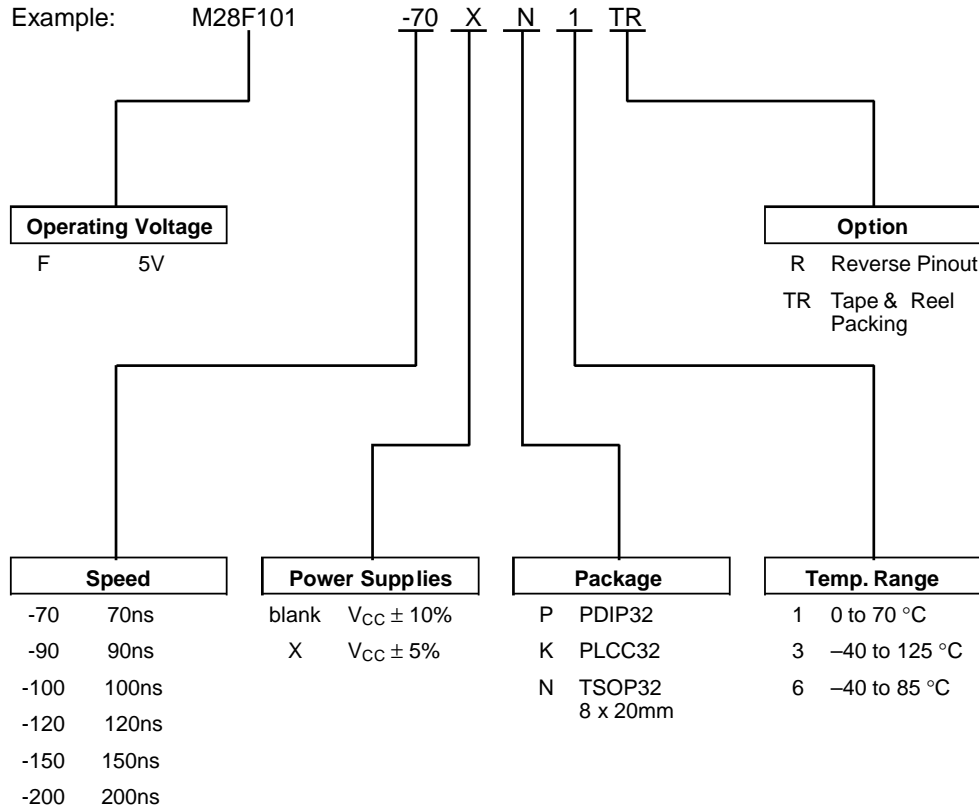 Example: M28F101 -70 X N 1 TR
Operating Voltage
F 5V
Option
R Reverse Pinout
TR Tape & Reel
Packing
Speed
-70 70ns
-90 90ns
-100 100ns
-120 120ns
-150 150ns
-200 200ns
Power Supplies
blank VCC ± 10%
X VCC ± 5%
Package
P PDIP32
K PLCC32
N TSOP32
8 x 20mm
Temp. Range
1 0 to 70 °C
3 –40 to 125 °C
6 –40 to 85 °C